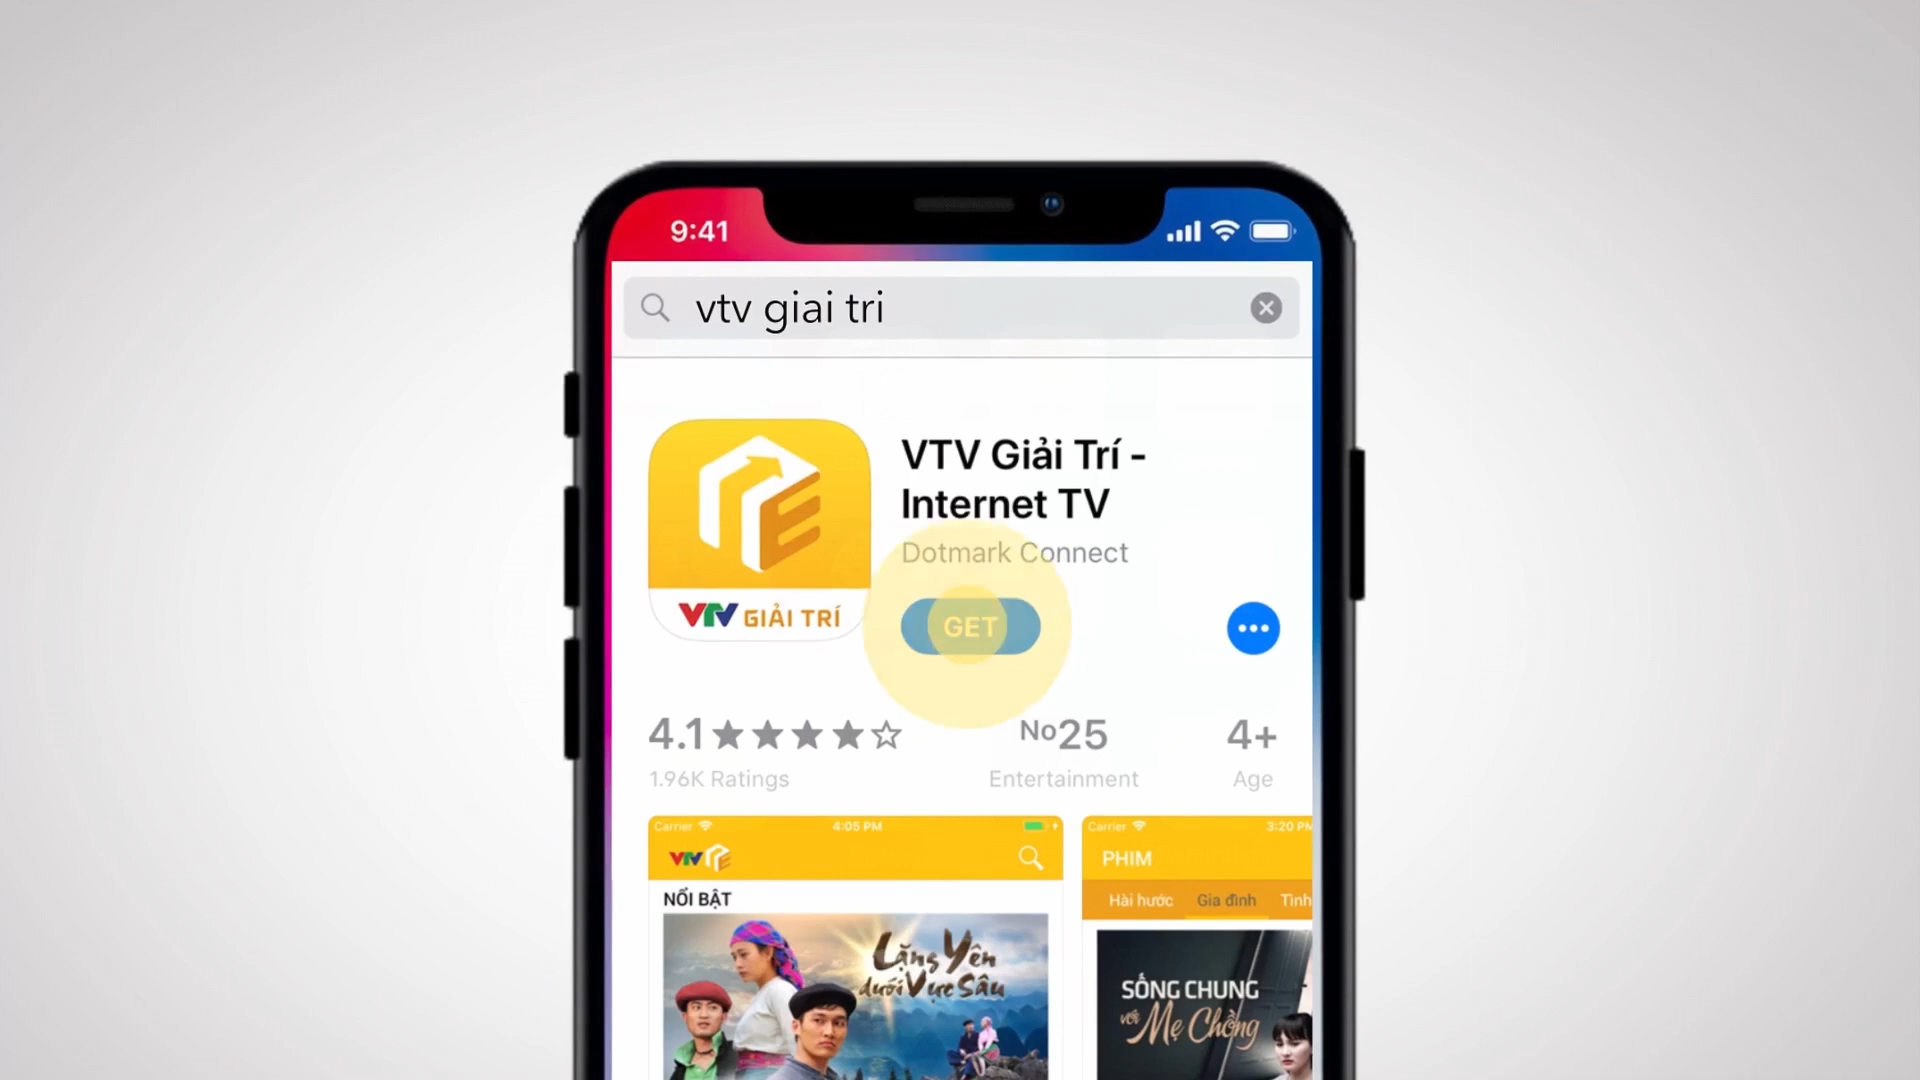 9:41
vtv giai tri
VTV Giải Trí -
Internet TV
Dotmark Connect
GET
VTV GIẢI TRÍ
4.1
No25
4+
1.96K Ratings
Entertainment
Age
Carrier
4:05 PM
VTV
NỔI BẬT
Lặng Yên
dưới Vực Sâu
Carrier
3:20 PM
PHIM
Hài hước
Gia đình
Tình
SỐNG CHUNG
với Mẹ Chồng